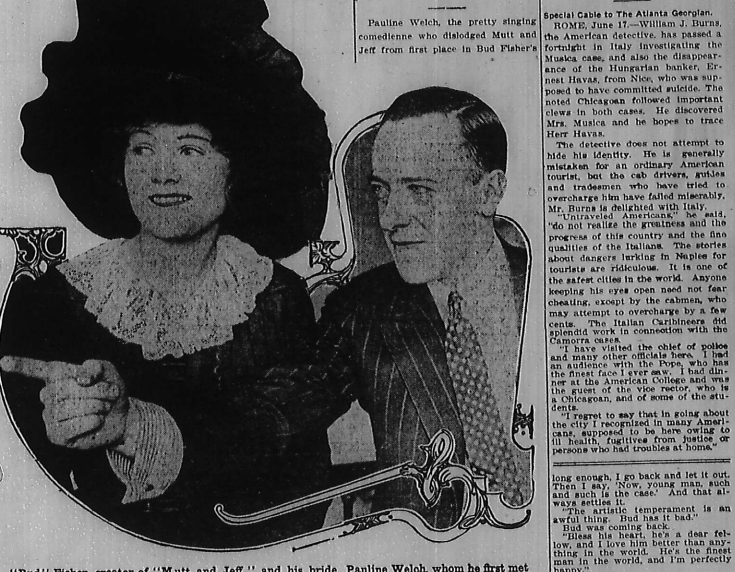 Pauline Welch, the pretty singing
comedienne who dislodged Mutt and
Jeff from first place in Bud Fisher's
Special Cable to The Atlanta Georgian.
ROME, June 17.—William J. Burns,
the American detective, has passed a
fortnight in Italy investigating the
Musica case, and also the disappear-
ance of the Hungarian banker, Er-
nest Havas, from Nice, who was sup-
posed to have committed suicide. The
noted Chicagoan followed important
clews in both cases. He discovered
Mrs. Musica and he hopes to trace
Herr Havas.
The detective does not attempt to
hide his identity. He is generally
mistaken for an ordinary American
tourist, but the cab drivers, guides
and tradesmen who have tried to
overcharge him have failed miserably.
Mr. Burns is delighted with Italy.
"Untraveled Americans," he said,
"do not realize the greatness and the
progress of this country and the fine
qualities of the Italians. The stories
about dangers lurking in Naples for
tourists are ridiculous. It is one of
the safest cities in the world. Anyone
keeping his eyes open need not fear
cheating, except by the cabmen, who
may attempt to overcharge by a few
cents. The Italian Caribineers did
splendid work in connection with the
Camorra cases.
"I have visited the chief of police
and many other officials here. I had
an audience with the Pope, who has
the finest face I ever saw. I had din-
ner at the American College and was
the guest of the vice rector, who is
a Chicagoan, and of some of the stu-
dents.
"I regret to say that in going about
the city I recognized in many Ameri-
cans, supposed to be here owing to
ill health, fugitives from justice or
persons who had troubles at home."
long enough, I go back and let it out.
Then I say, 'Now, young man, such
and such is the case.' And that al-
ways settles it.
"The artistic temperament is an
awful thing. Bud has it bad."
Bud was coming back.
"Bless his heart, he's a dear fel-
low, and I love him better than any-
thing in the world. He's the finest
man in the world, and I'm perfectly
happy."
"Bud" Fisher, creator of "Mutt and Jeff," and his bride, Pauline Welch, whom he first met